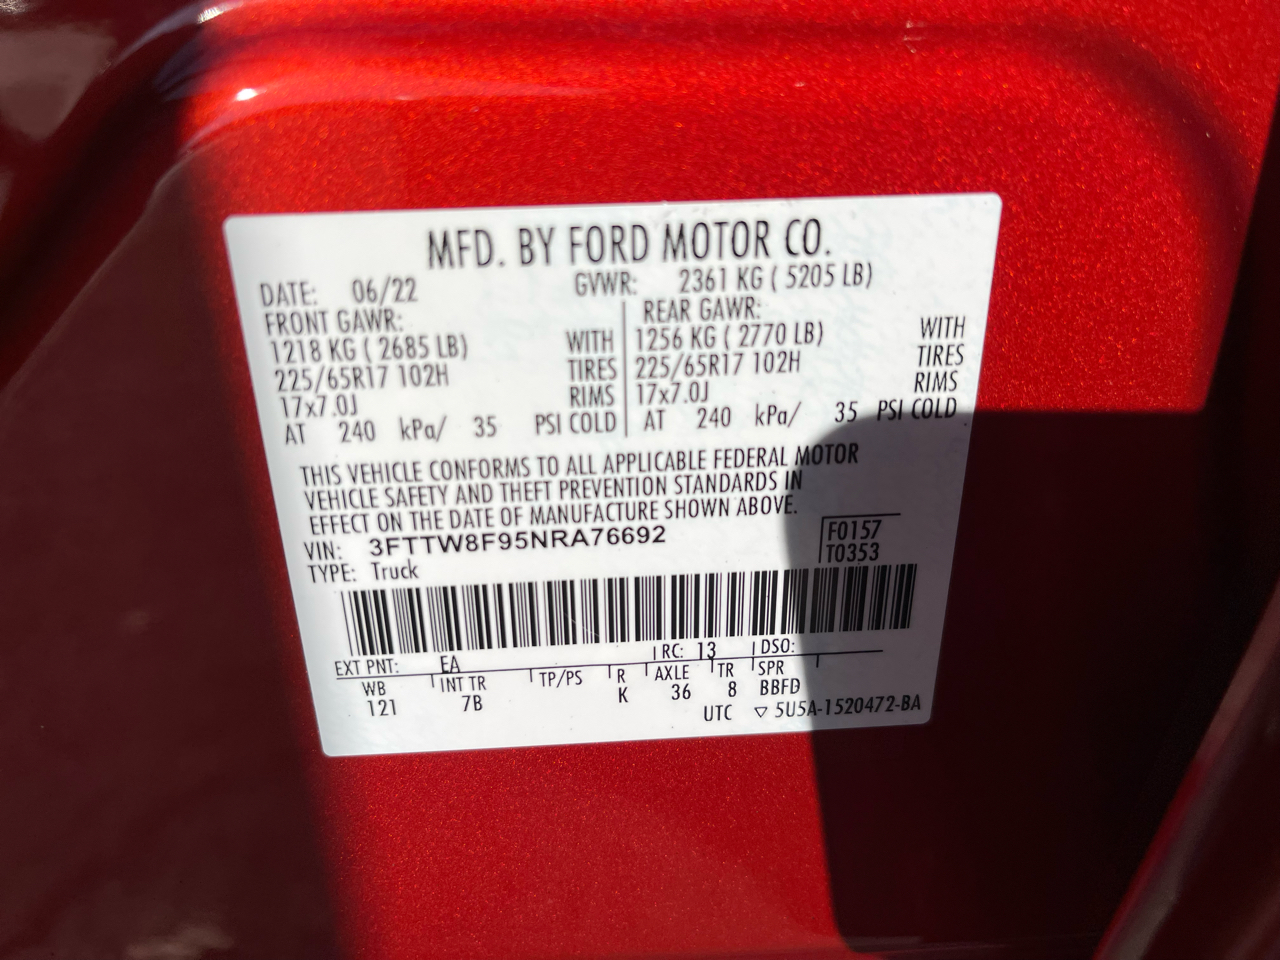 MFD. BY FORD MOTOR CO.
DATE: 06/22 GVWR: 2361 KG ( 5205 LB)
FRONT GAWR: REAR GAWR:
1218 KG ( 2685 LB) WITH 1256 KG ( 2770 LB) WITH
225/65R17 102H TIRES 225/65R17 102H TIRES
17x7.0J RIMS 17x7.0J RIMS
AT 240 kPa/ 35 PSI COLD AT 240 kPa/ 35 PSI COLD
THIS VEHICLE CONFORMS TO ALL APPLICABLE FEDERAL MOTOR
VEHICLE SAFETY AND THEFT PREVENTION STANDARDS IN
EFFECT ON THE DATE OF MANUFACTURE SHOWN ABOVE.
VIN: 3FTTW8F95NRA76692 F0157
TYPE: Truck T0353
EXT PNT: EA RC: 13 DSO:
WB INT TR TP/PS R AXLE TR SPR
121 7B K 36 8 BBFD
UTC ▽ 5U5A-1520472-BA